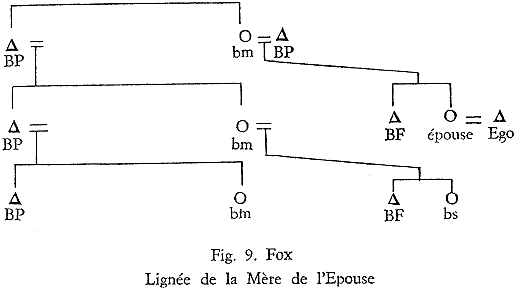 Δ BP = O bm = Δ BP
Δ BP = O bm = Δ BF O épouse = Δ Ego
Δ BP O bm Δ BF O bs
Fig. 9. Fox
Lignée de la Mère de l'Epouse